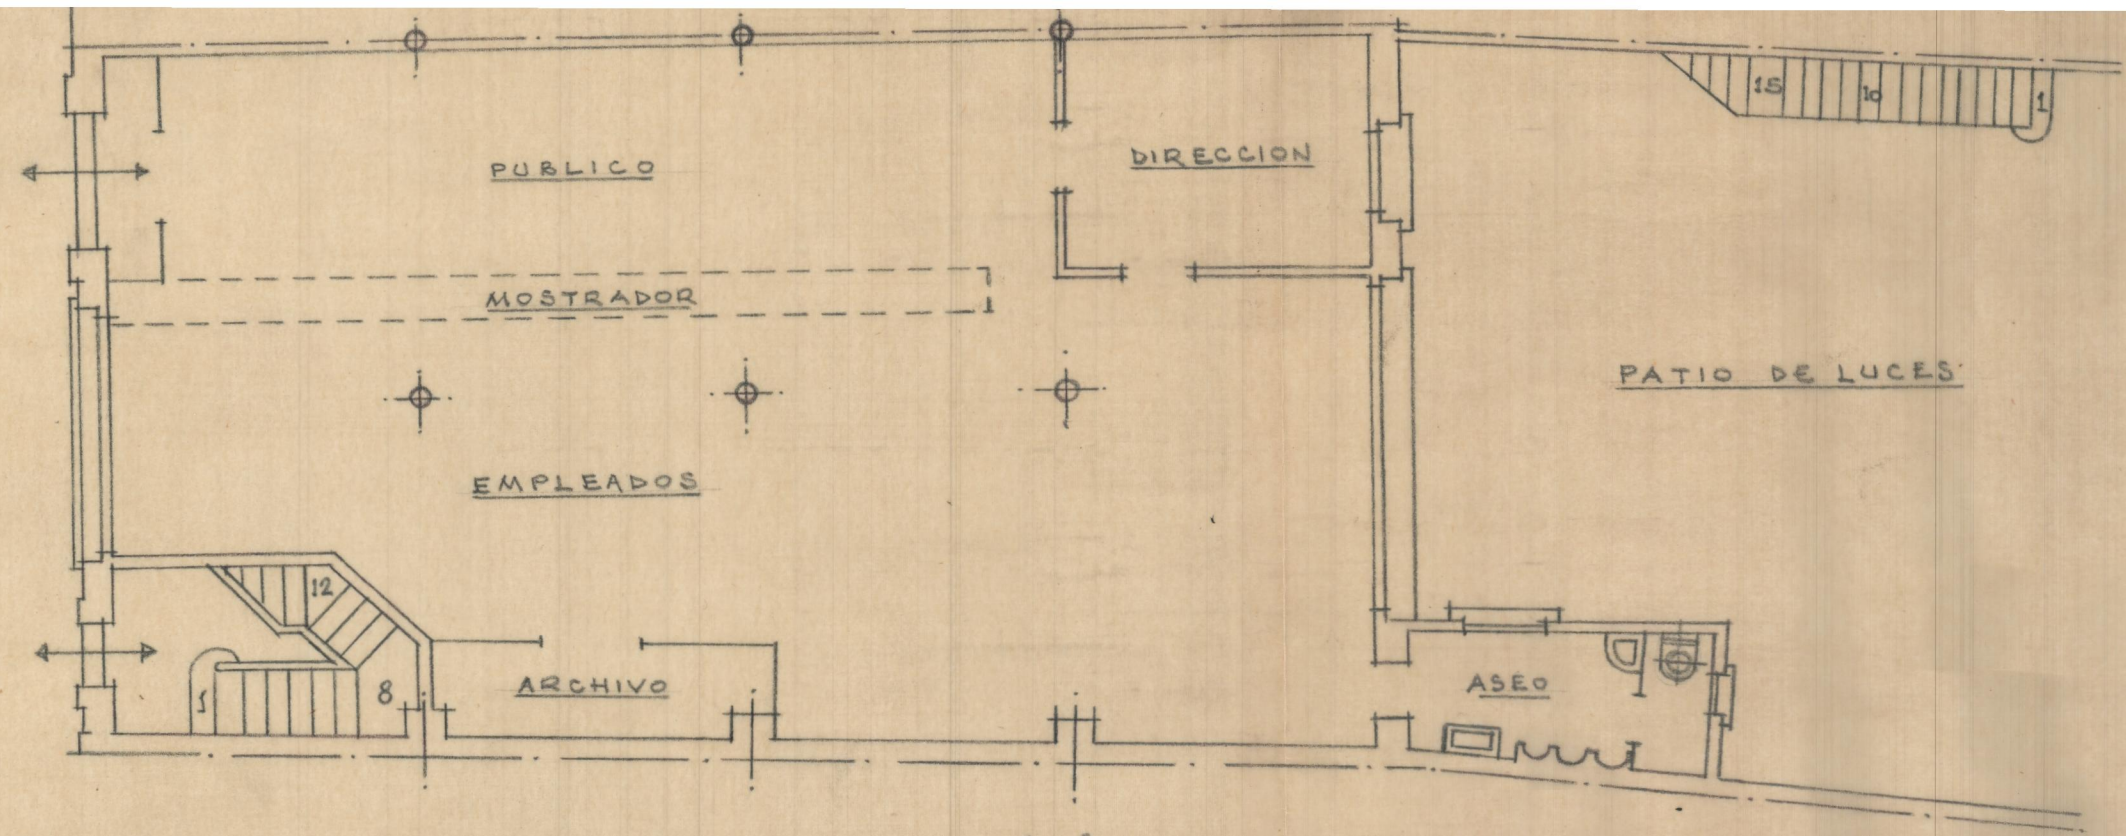 15
10
1
PUBLICO
DIRECCION
MOSTRADOR
PATIO DE LUCES
EMPLEADOS
12
ARCHIVO
1
8
ASEO